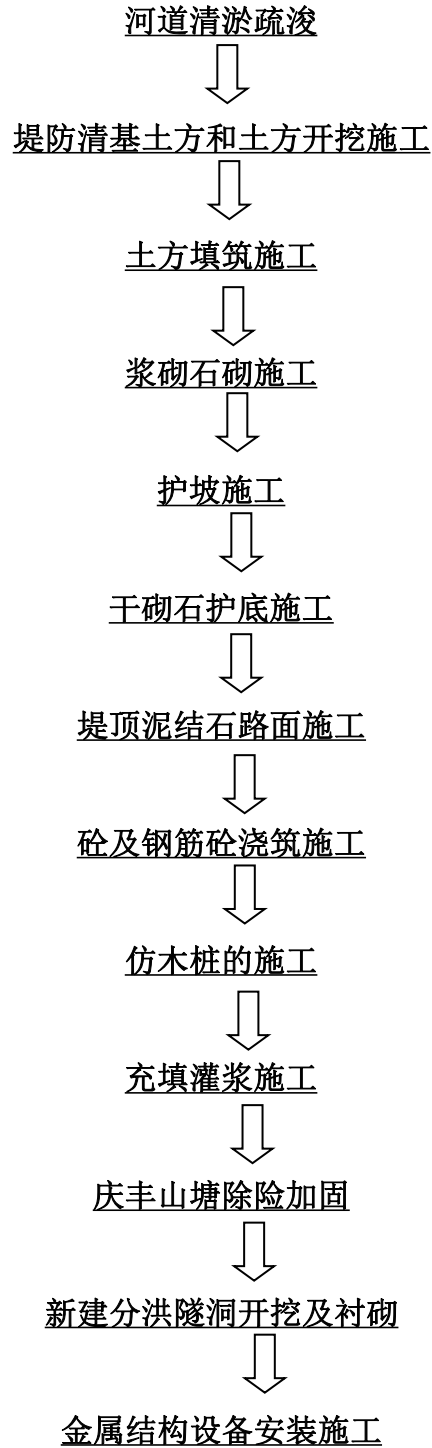 河道清淤疏浚
堤防清基土方和土方开挖施工
土方填筑施工
浆砌石砌施工
护坡施工
干砌石护底施工
堤顶泥结石路面施工
砼及钢筋砼浇筑施工
仿木桩的施工
充填灌浆施工
庆丰山塘除险加固
新建分洪隧洞开挖及衬砌
金属结构设备安装施工